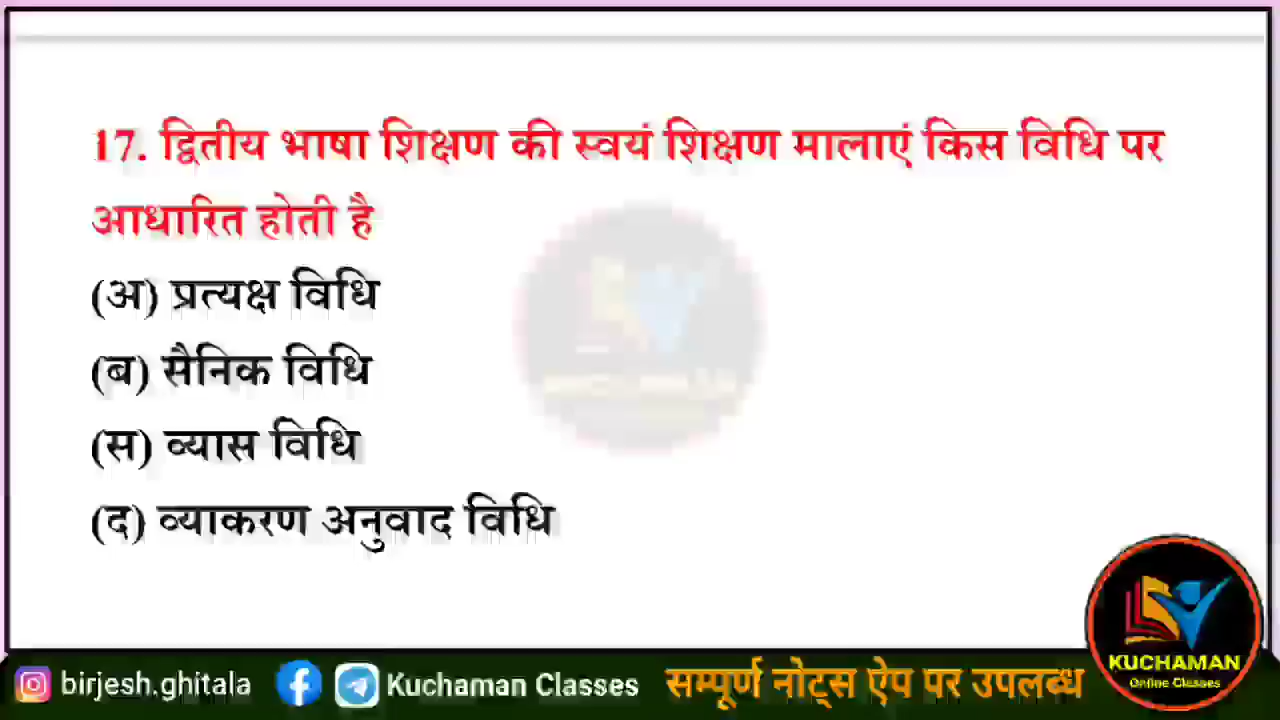 17. द्वितीय भाषा शिक्षण की स्वयं शिक्षण मालाएं किस विधि पर
आधारित होती है
(अ) प्रत्यक्ष विधि
(ब) सैनिक विधि
(स) व्यास विधि
(द) व्याकरण अनुवाद विधि
KUCHAMAN
Online Classes
birjesh.ghitala Kuchaman Classes सम्पूर्ण नोट्स ऐप पर उपलब्ध